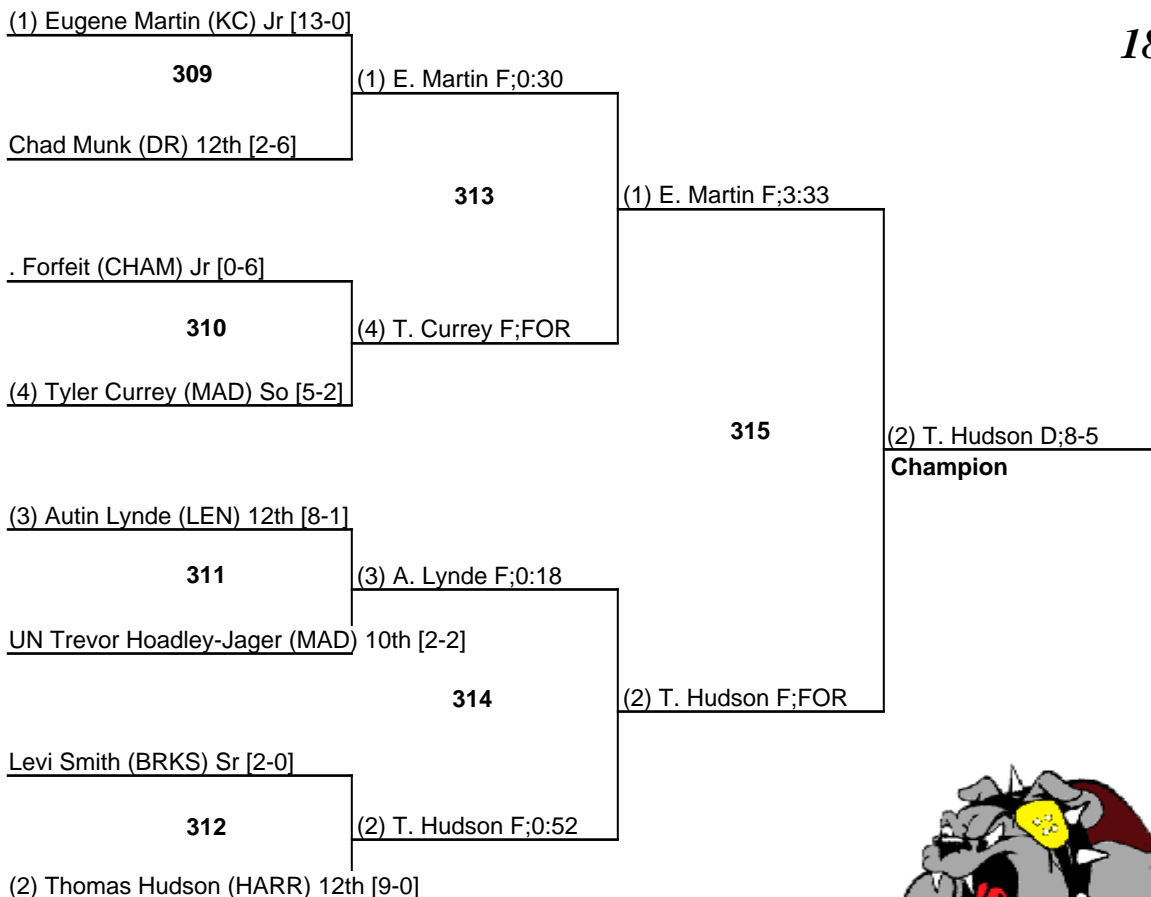 (1) Eugene Martin (KC) Jr [13-0]
18
309
(1) E. Martin F;0:30
Chad Munk (DR) 12th [2-6]
313
(1) E. Martin F;3:33
. Forfeit (CHAM) Jr [0-6]
310
(4) T. Currey F;FOR
(4) Tyler Currey (MAD) So [5-2]
315
(2) T. Hudson D;8-5
Champion
(3) Autin Lynde (LEN) 12th [8-1]
311
(3) A. Lynde F;0:18
UN Trevor Hoadley-Jager (MAD) 10th [2-2]
314
(2) T. Hudson F;FOR
Levi Smith (BRKS) Sr [2-0]
312
(2) T. Hudson F;0:52
(2) Thomas Hudson (HARR) 12th [9-0]